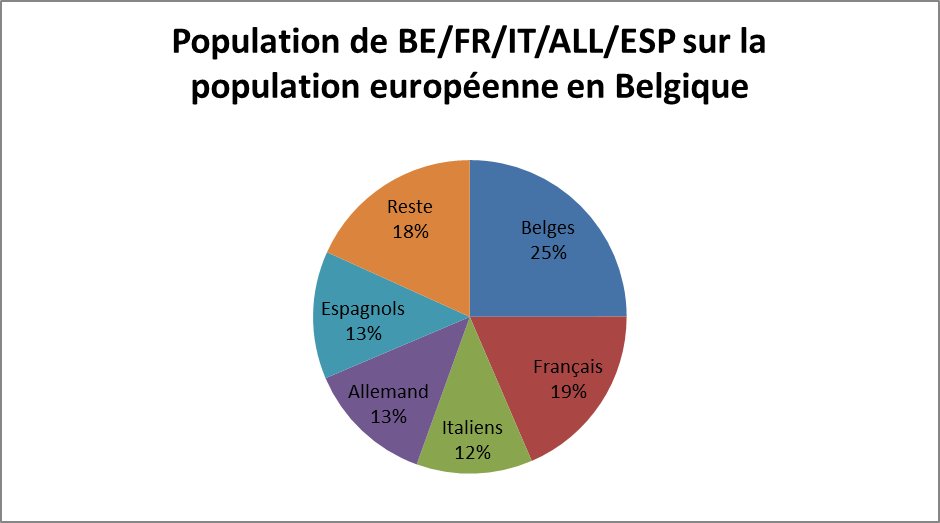 Population de BE/FR/IT/ALL/ESP sur la
population européenne en Belgique
Belges
25%
Français
19%
Italiens
12%
Allemand
13%
Espagnols
13%
Reste
18%